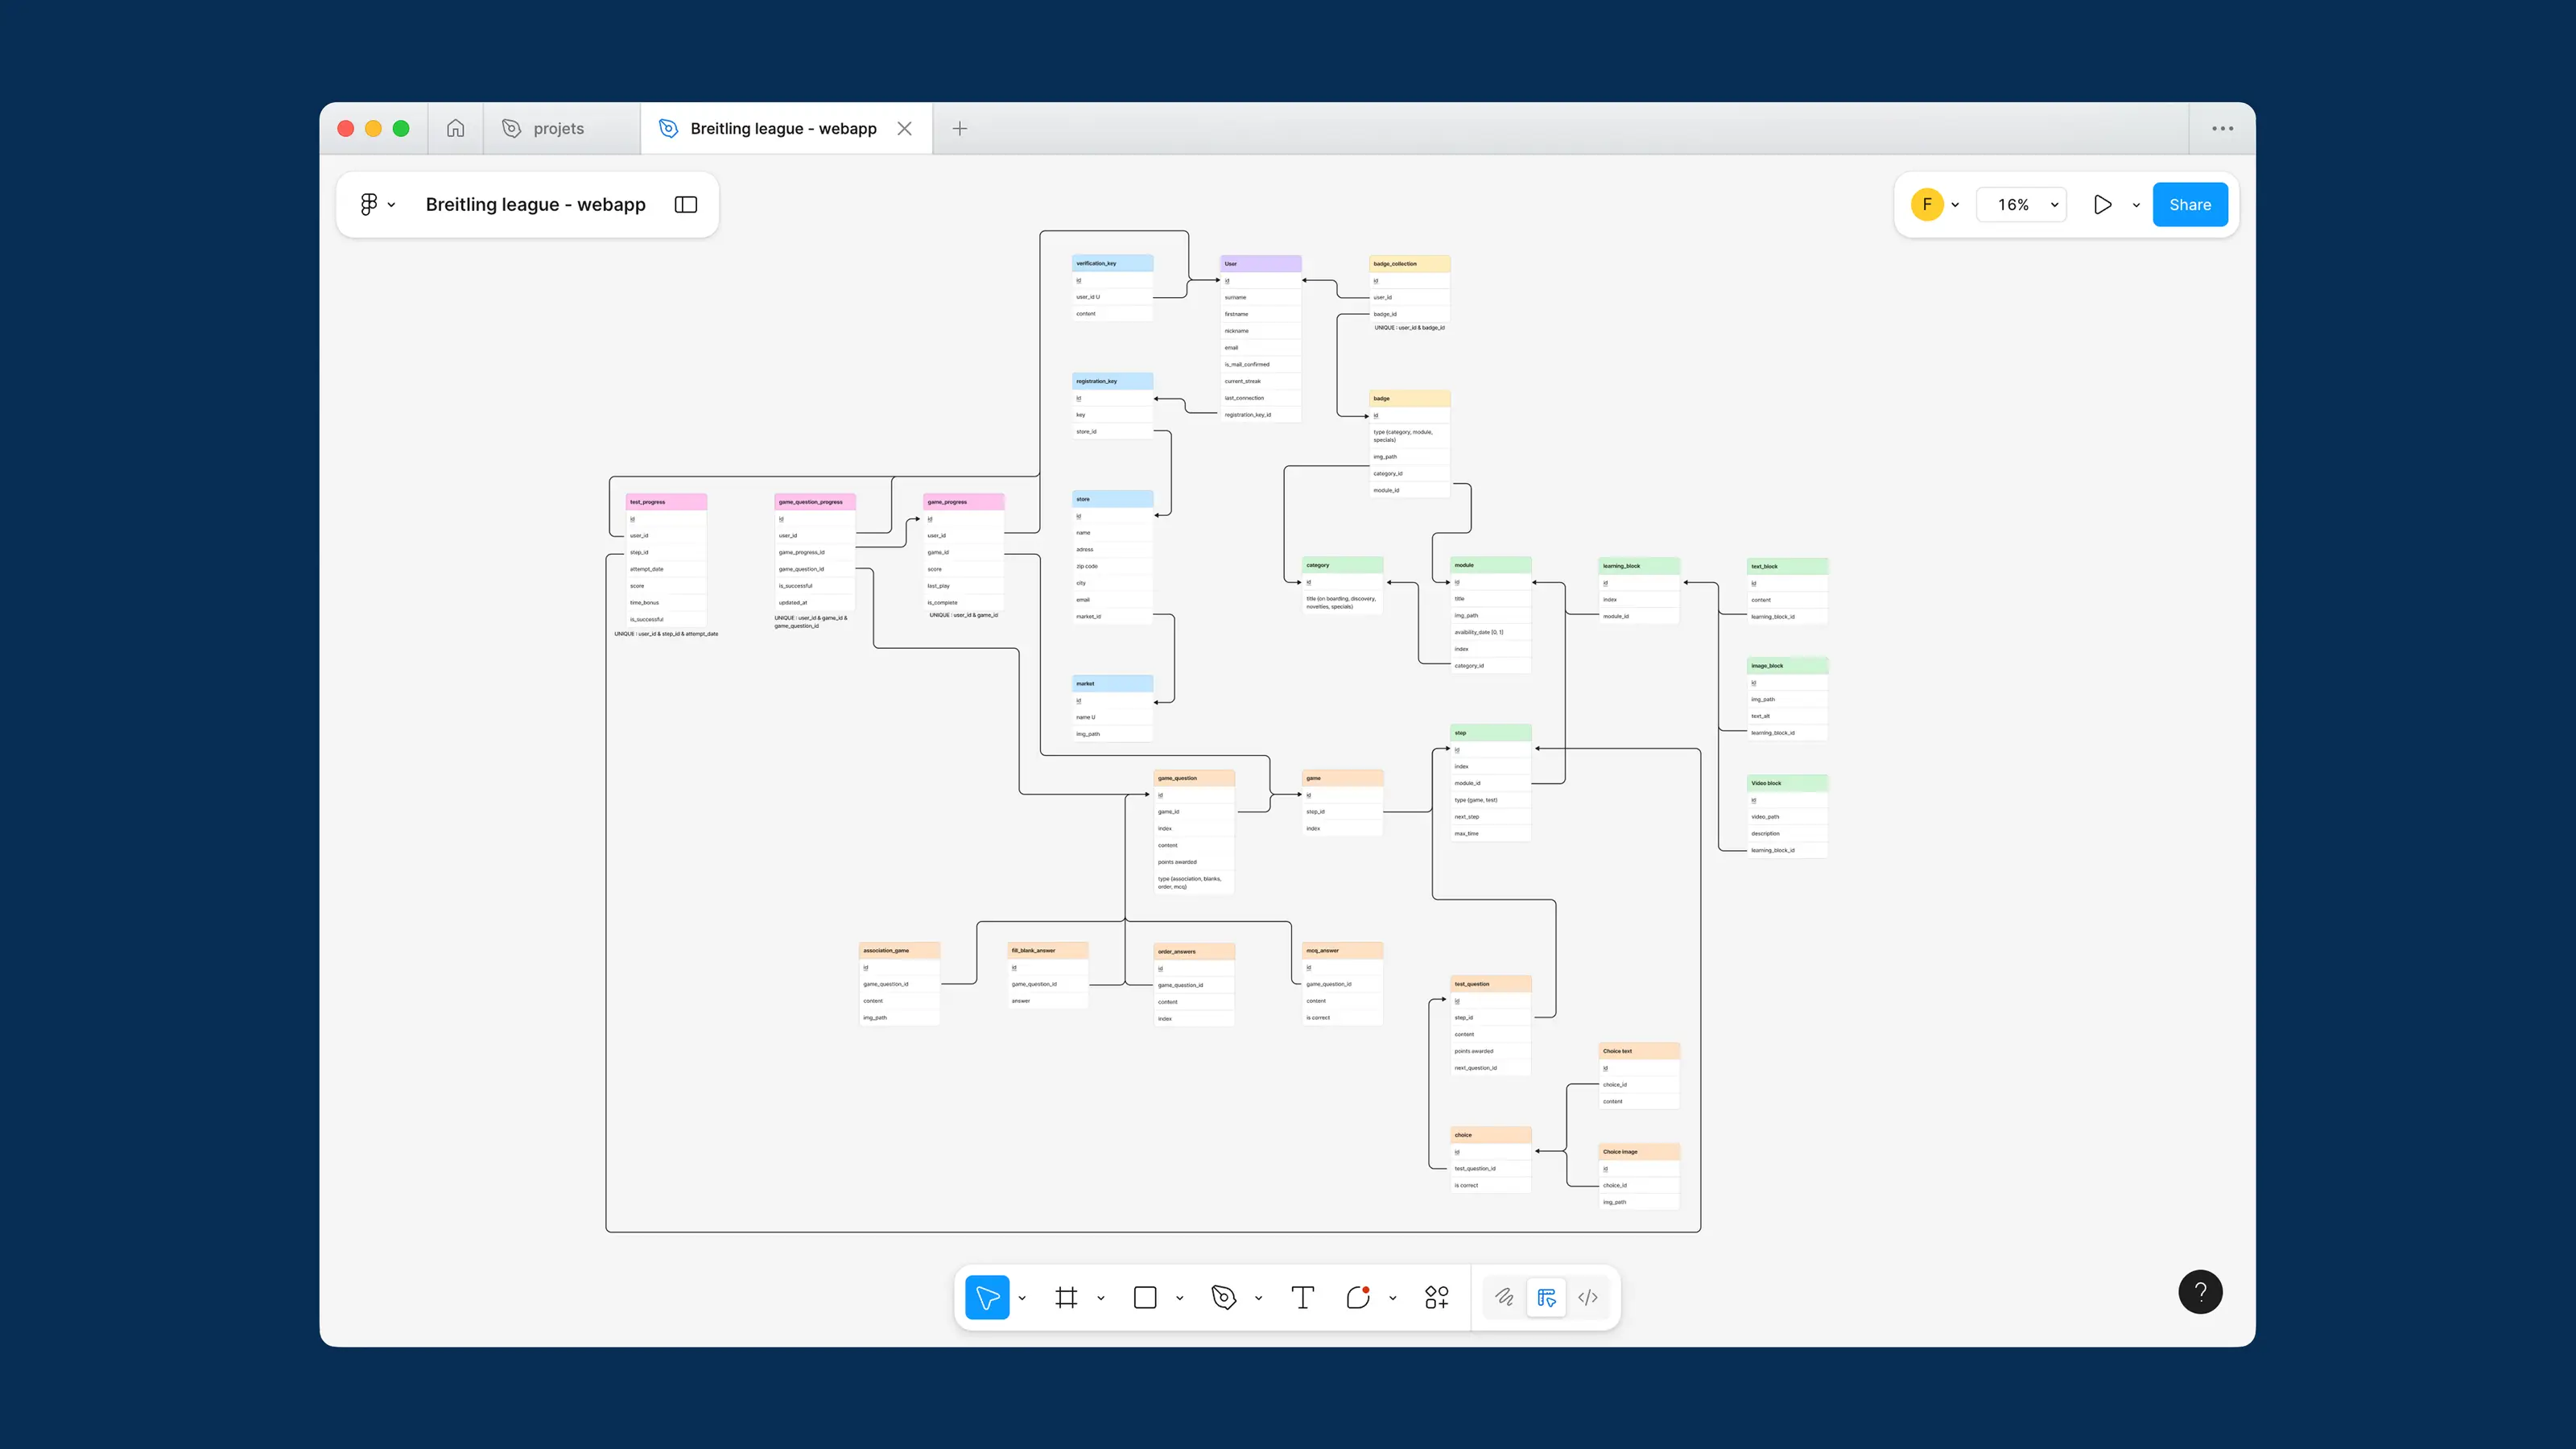 projets
Breitling league - webapp
Breitling league - webapp
F
16%
Share
verification_key
id
user_id U
content
User
id
surname
firstname
nickname
email
is_mail_confirmed
current_streak
last_connection
registration_key_id
badge_collection
id
user_id
badge_id
UNIQUE : user_id & badge_id
registration_key
id
key
store_id
badge
id
type (category, module,
specials)
img_path
category_id
module_id
test_progress
id
user_id
step_id
attempt_date
score
time_bonus
is_successful
UNIQUE : user_id & step_id & attempt_date
game_question_progress
id
user_id
game_progress_id
game_question_id
is_successful
updated_at
UNIQUE : user_id & game_id &
game_question_id
game_progress
id
user_id
game_id
score
last_play
is_complete
UNIQUE : user_id & game_id
store
id
name
adress
zip code
city
email
market_id
category
id
title (on boarding, discovery,
novelties, specials)
module
id
title
img_path
avaibility_date [0, 1]
index
category_id
learning_block
id
index
module_id
text_block
id
content
learning_block_id
image_block
id
img_path
text_alt
learning_block_id
market
id
name U
img_path
step
id
index
module_id
type (game, test)
next_step
max_time
Video block
id
video_path
description
learning_block_id
game_question
id
game_id
index
content
points awarded
type (association, blanks,
order, mcq)
game
id
step_id
index
association_game
id
game_question_id
content
img_path
fill_blank_answer
id
game_question_id
answer
order_answers
id
game_question_id
content
index
mcq_answer
id
game_question_id
content
is correct
test_question
id
step_id
content
points awarded
next_question_id
Choice text
id
choice_id
content
choice
id
test_question_id
is correct
Choice image
id
choice_id
img_path
?